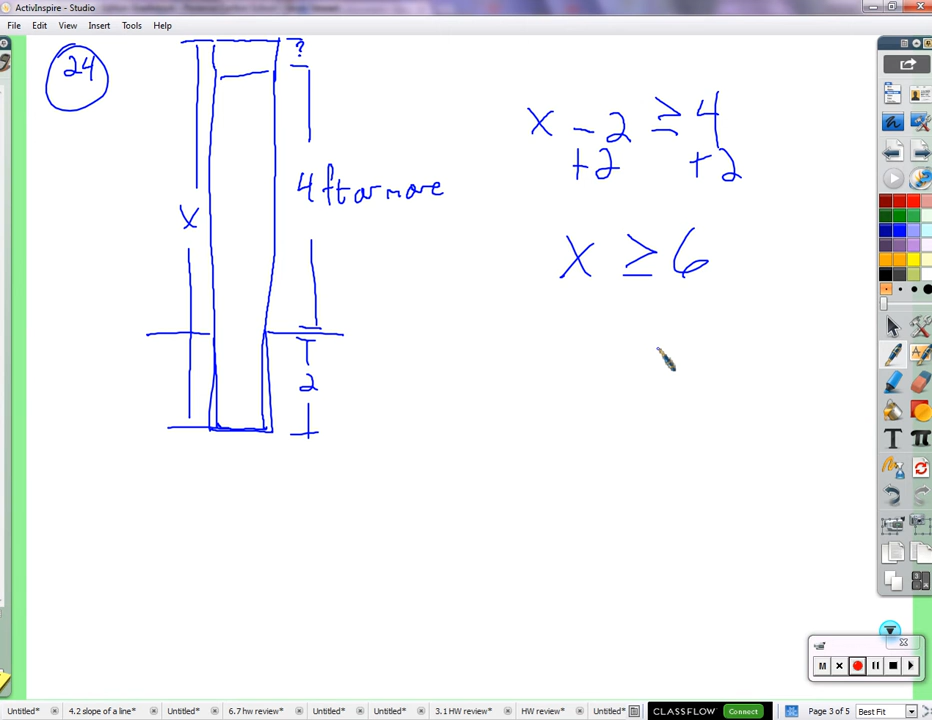 ActivInspire - Studio
File Edit View Insert Tools Help
24
?
x - 2 ≥ 4
+2 +2
4 ft or more
x
x ≥ 6
2
M
Untitled* 4.2 slope of a line* Untitled* Untitled* 6.7 hw review* Untitled* Untitled* 3.1 HW review* HW review* Untitled* CLASSFLOW Connect Page 3 of 5 Best Fit